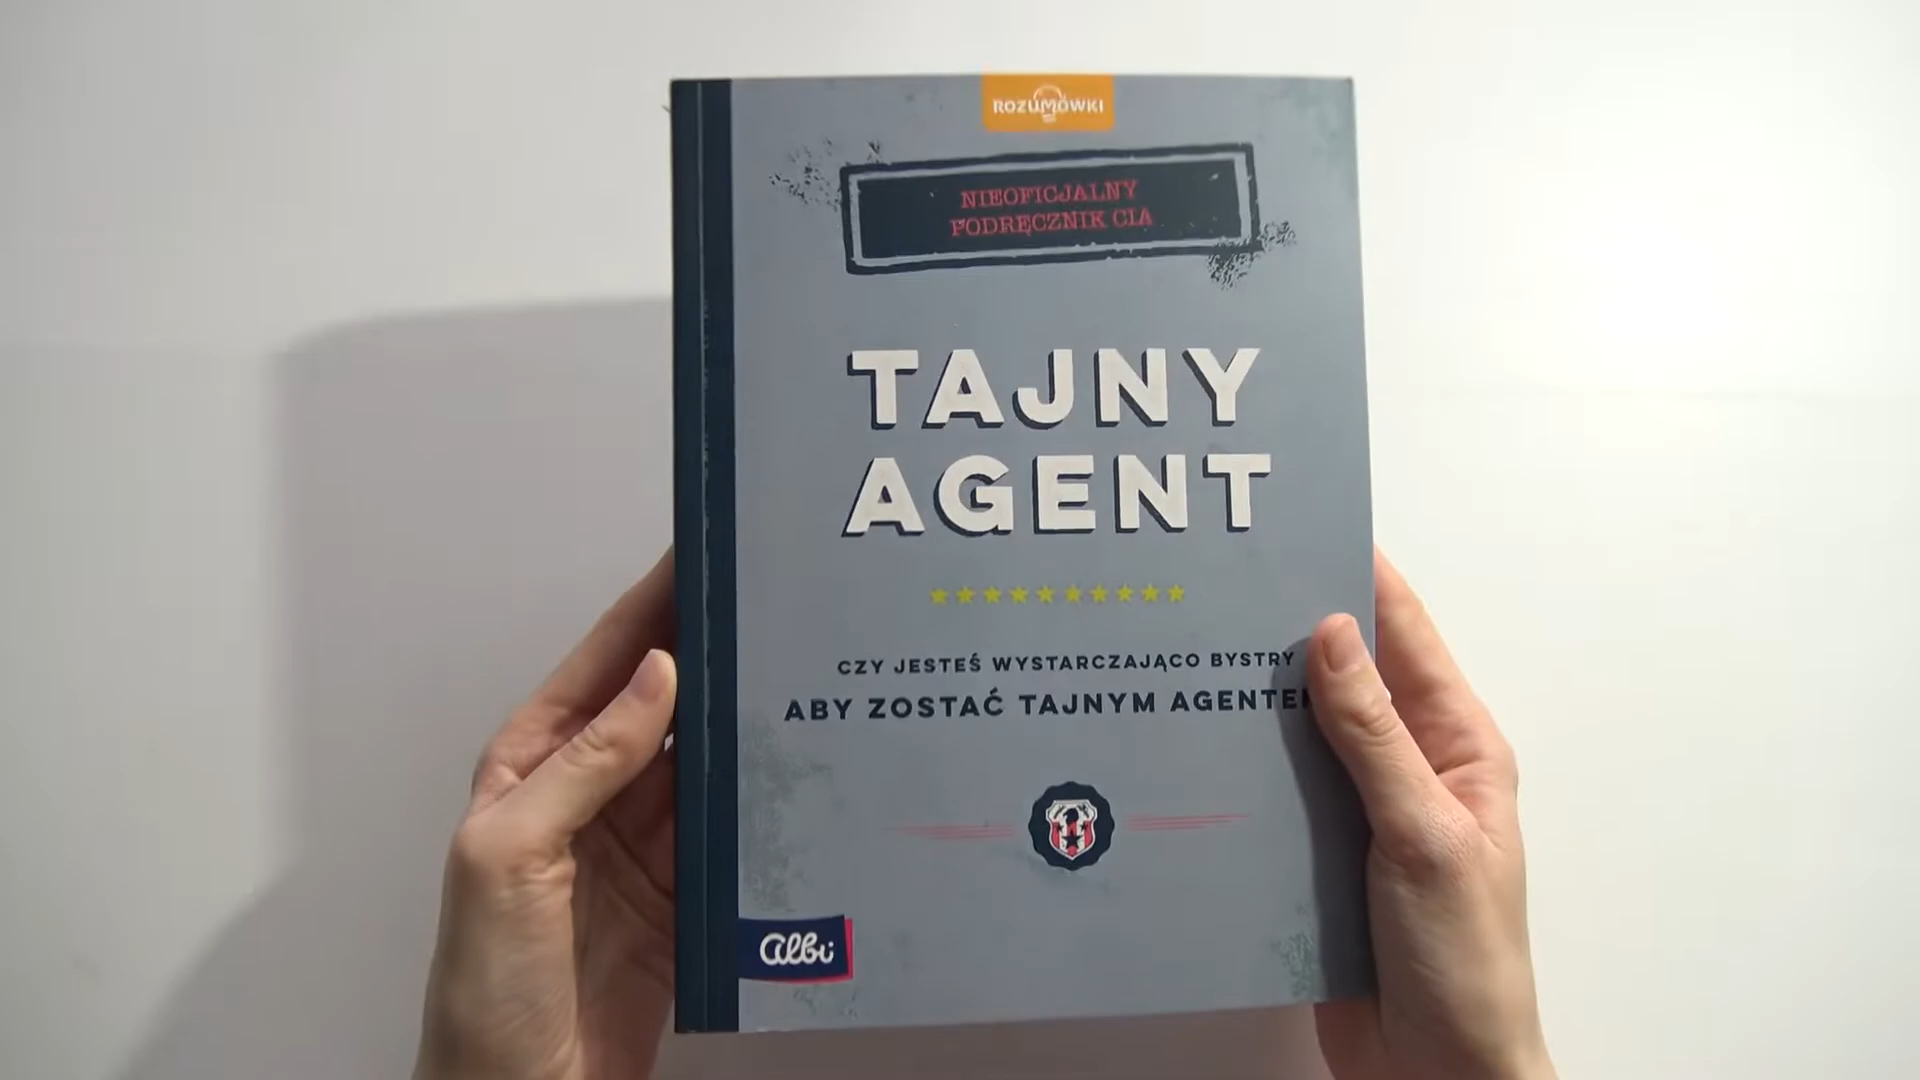 ROZUMÓWKI
NIEOFICJALNY
PODRĘCZNIK CIA
TAJNY
AGENT
CZY JESTEŚ WYSTARCZAJĄCO BYSTRY
ABY ZOSTAĆ TAJNYM
Albi